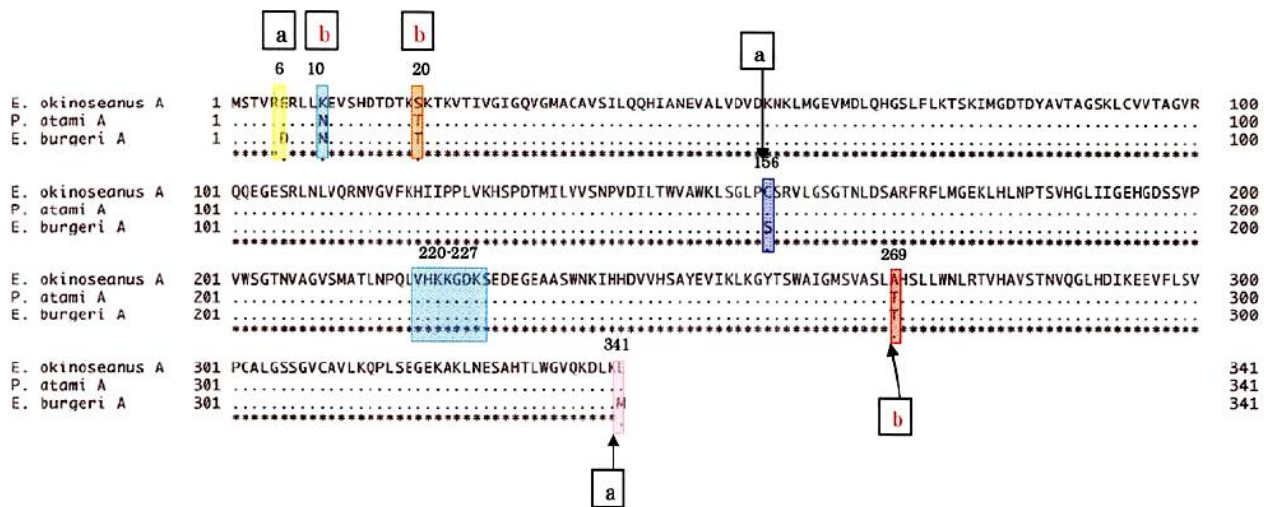 a b b
6 10 20 a
E. okinoseanus A 1 MSTVRERLLKEVSHDTDTKSKTKVTIVGIGQVGMACAVSILQQHIANEVALVDVDKNKLMGEVMDLQHGSLFLKTSKIMGDTDYAVTAGSKLCVVTAGVR 100
P. atami A 1 .........N.........T................................................................................ 100
E. burgeri A 1 .....D...N.........T................................................................................ 100
156
E. okinoseanus A 101 QQEGESRLNLVQRNVGVFKHIIPPLVKHSPDTMILVVSNPVDILTWVAWKLSGLPCSRVLGSGTNLDSARFRFLMGEKLHLNPTSVHGLIIGEHGDSSVP 200
P. atami A 101 .................................................................................................... 200
E. burgeri A 101 .......................................................S............................................ 200
220-227 269
E. okinoseanus A 201 VWSGTNVAGVSMATLNPQLVHKKGDKSEDEGEAASWNKIHHDVVHSAYEVIKLKGYTSWAIGMSVASLAHSLLWNLRTVHAVSTNVQGLHDIKEEVFLSV 300
P. atami A 201 ....................................................................T............................... 300
E. burgeri A 201 ....................................................................T............................... 300
341
E. okinoseanus A 301 PCALGSSGVCAVLKQPLSEGEKAKLNESAHTLWGVQKDLKL 341
P. atami A 301 ......................................... 341
E. burgeri A 301 ........................................M 341
b
a